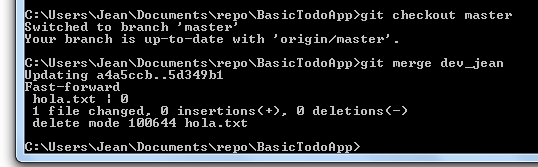 C:\Users\Jean\Documents\repo\BasicTodoApp>git checkout master
Switched to branch 'master'
Your branch is up-to-date with 'origin/master'.
C:\Users\Jean\Documents\repo\BasicTodoApp>git merge dev_jean
Updating a4a5ccb..5d349b1
Fast-forward
 hola.txt | 0
 1 file changed, 0 insertions(+), 0 deletions(-)
 delete mode 100644 hola.txt
C:\Users\Jean\Documents\repo\BasicTodoApp>